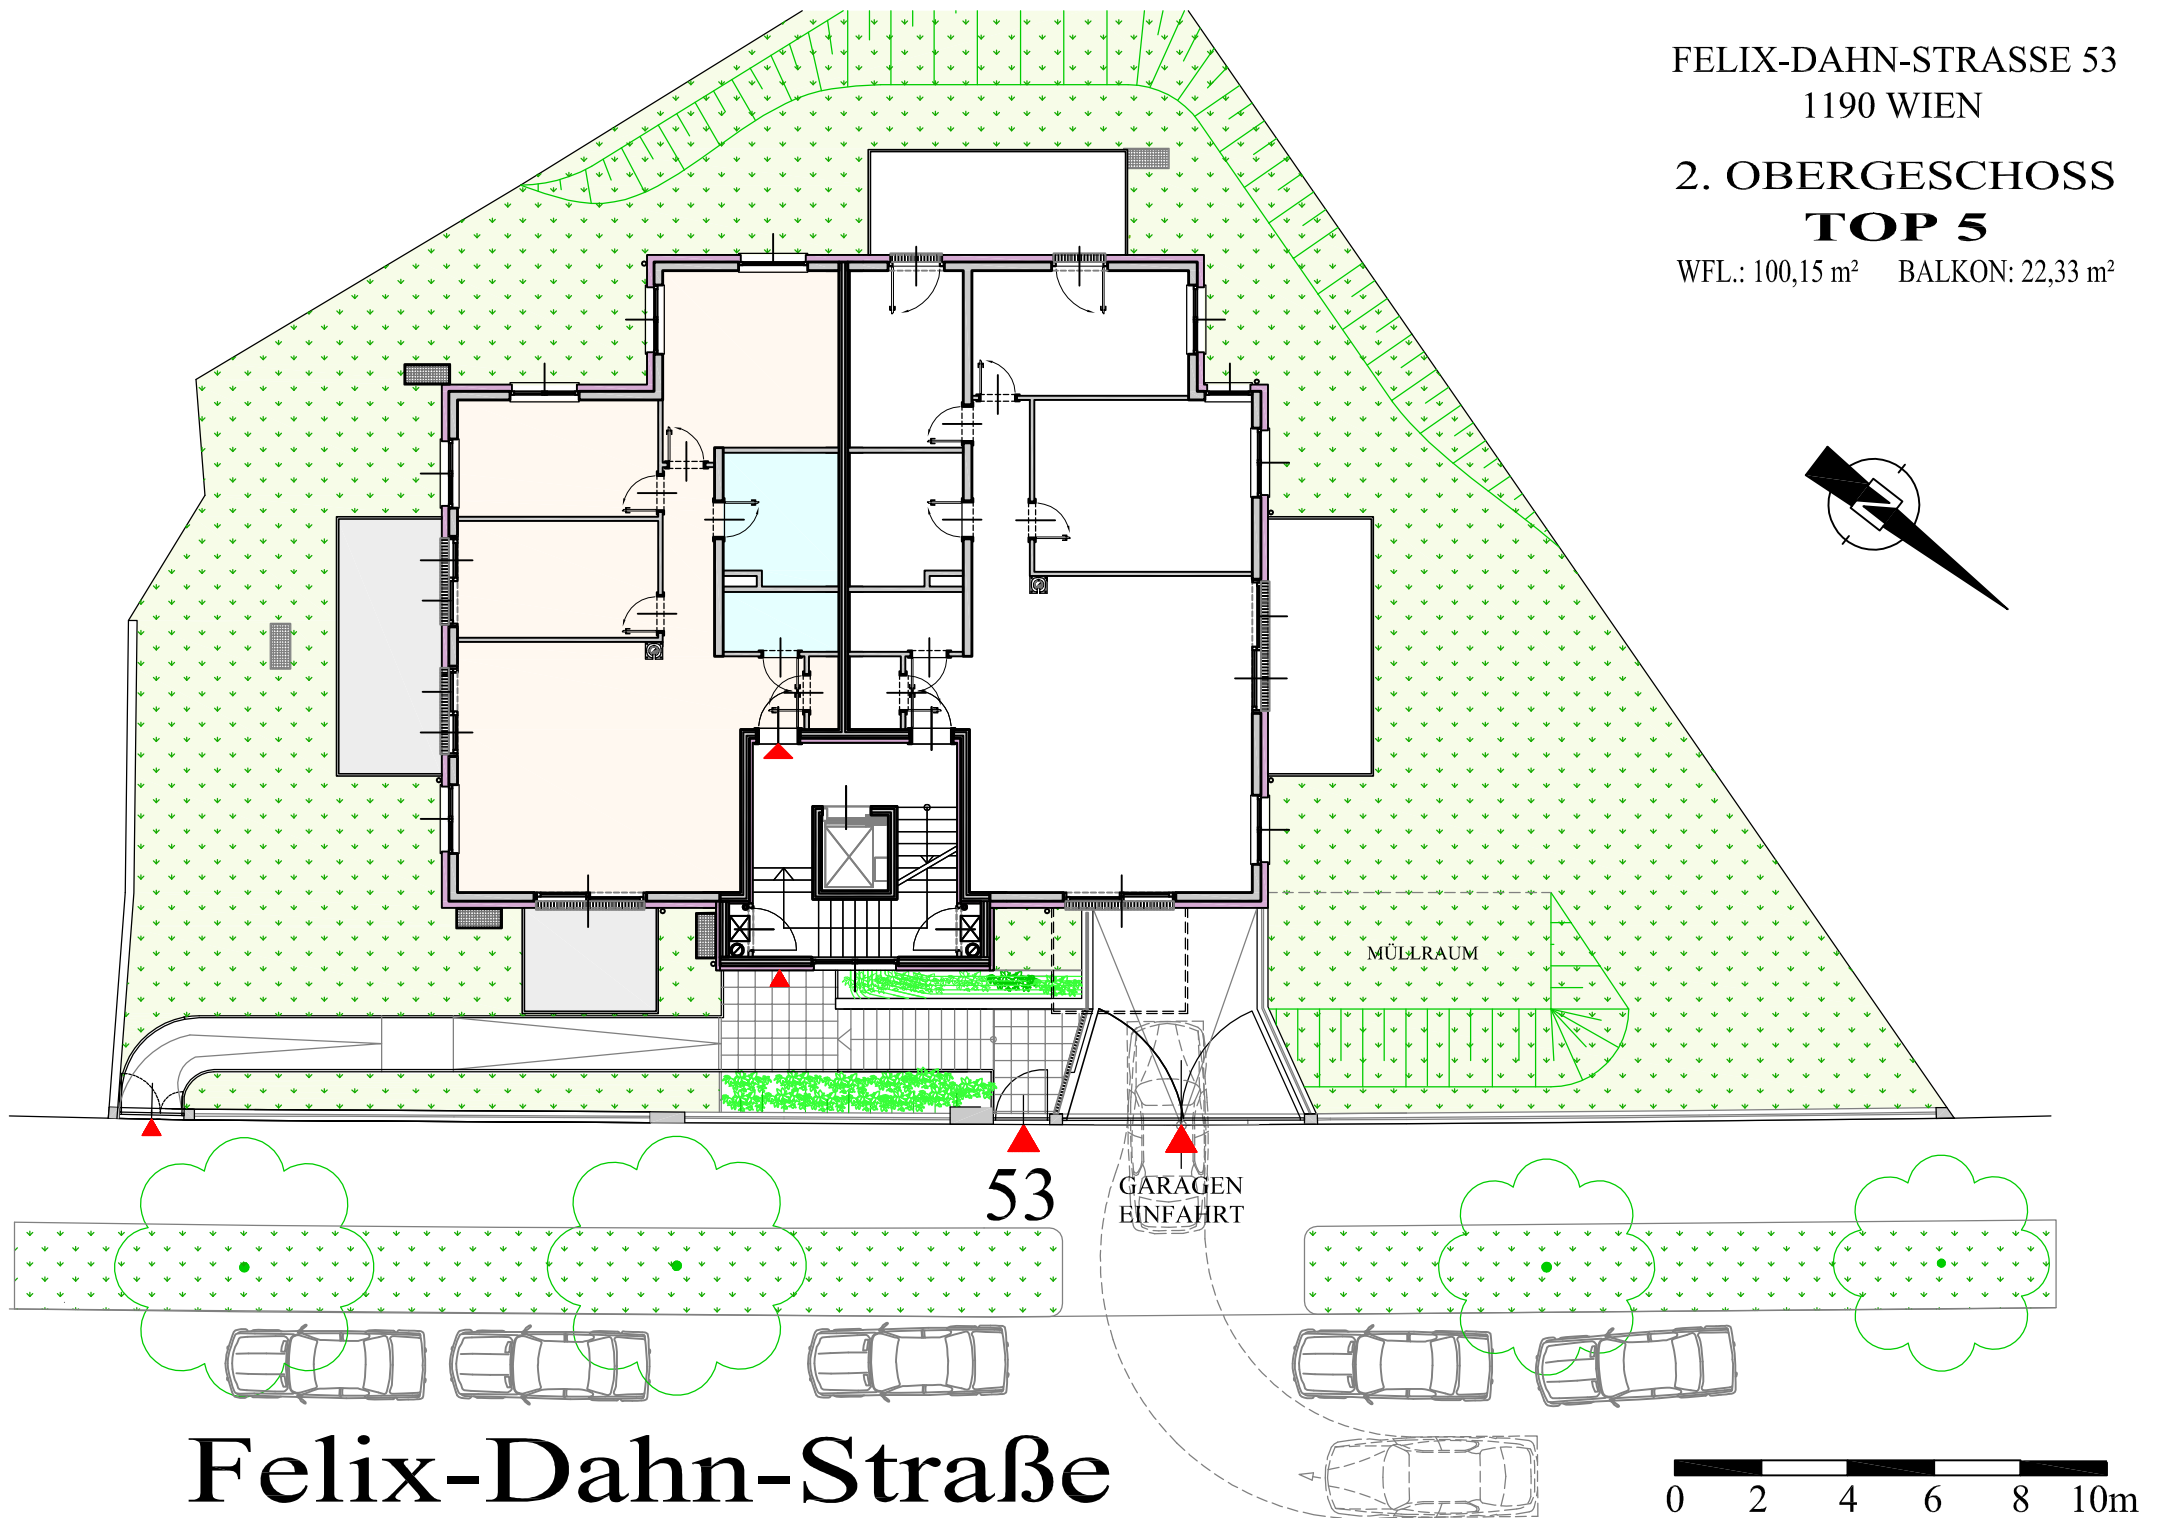 FELIX-DAHN-STRASSE 53
1190 WIEN
2. OBERGESCHOSS
TOP 5
WFL.: 100,15 m² BALKON: 22,33 m²
MÜLLRAUM
53
GARAGEN
EINFAHRT
Felix-Dahn-Straße
0 2 4 6 8 10m